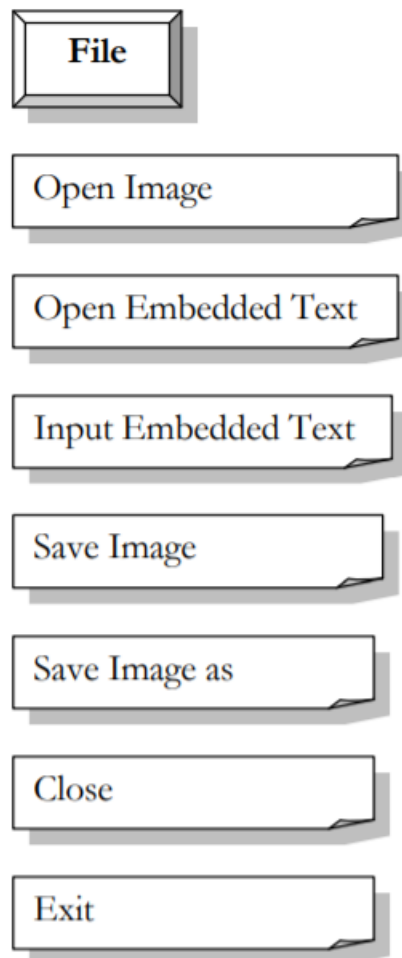 File
Open Image
Open Embedded Text
Input Embedded Text
Save Image
Save Image as
Close
Exit